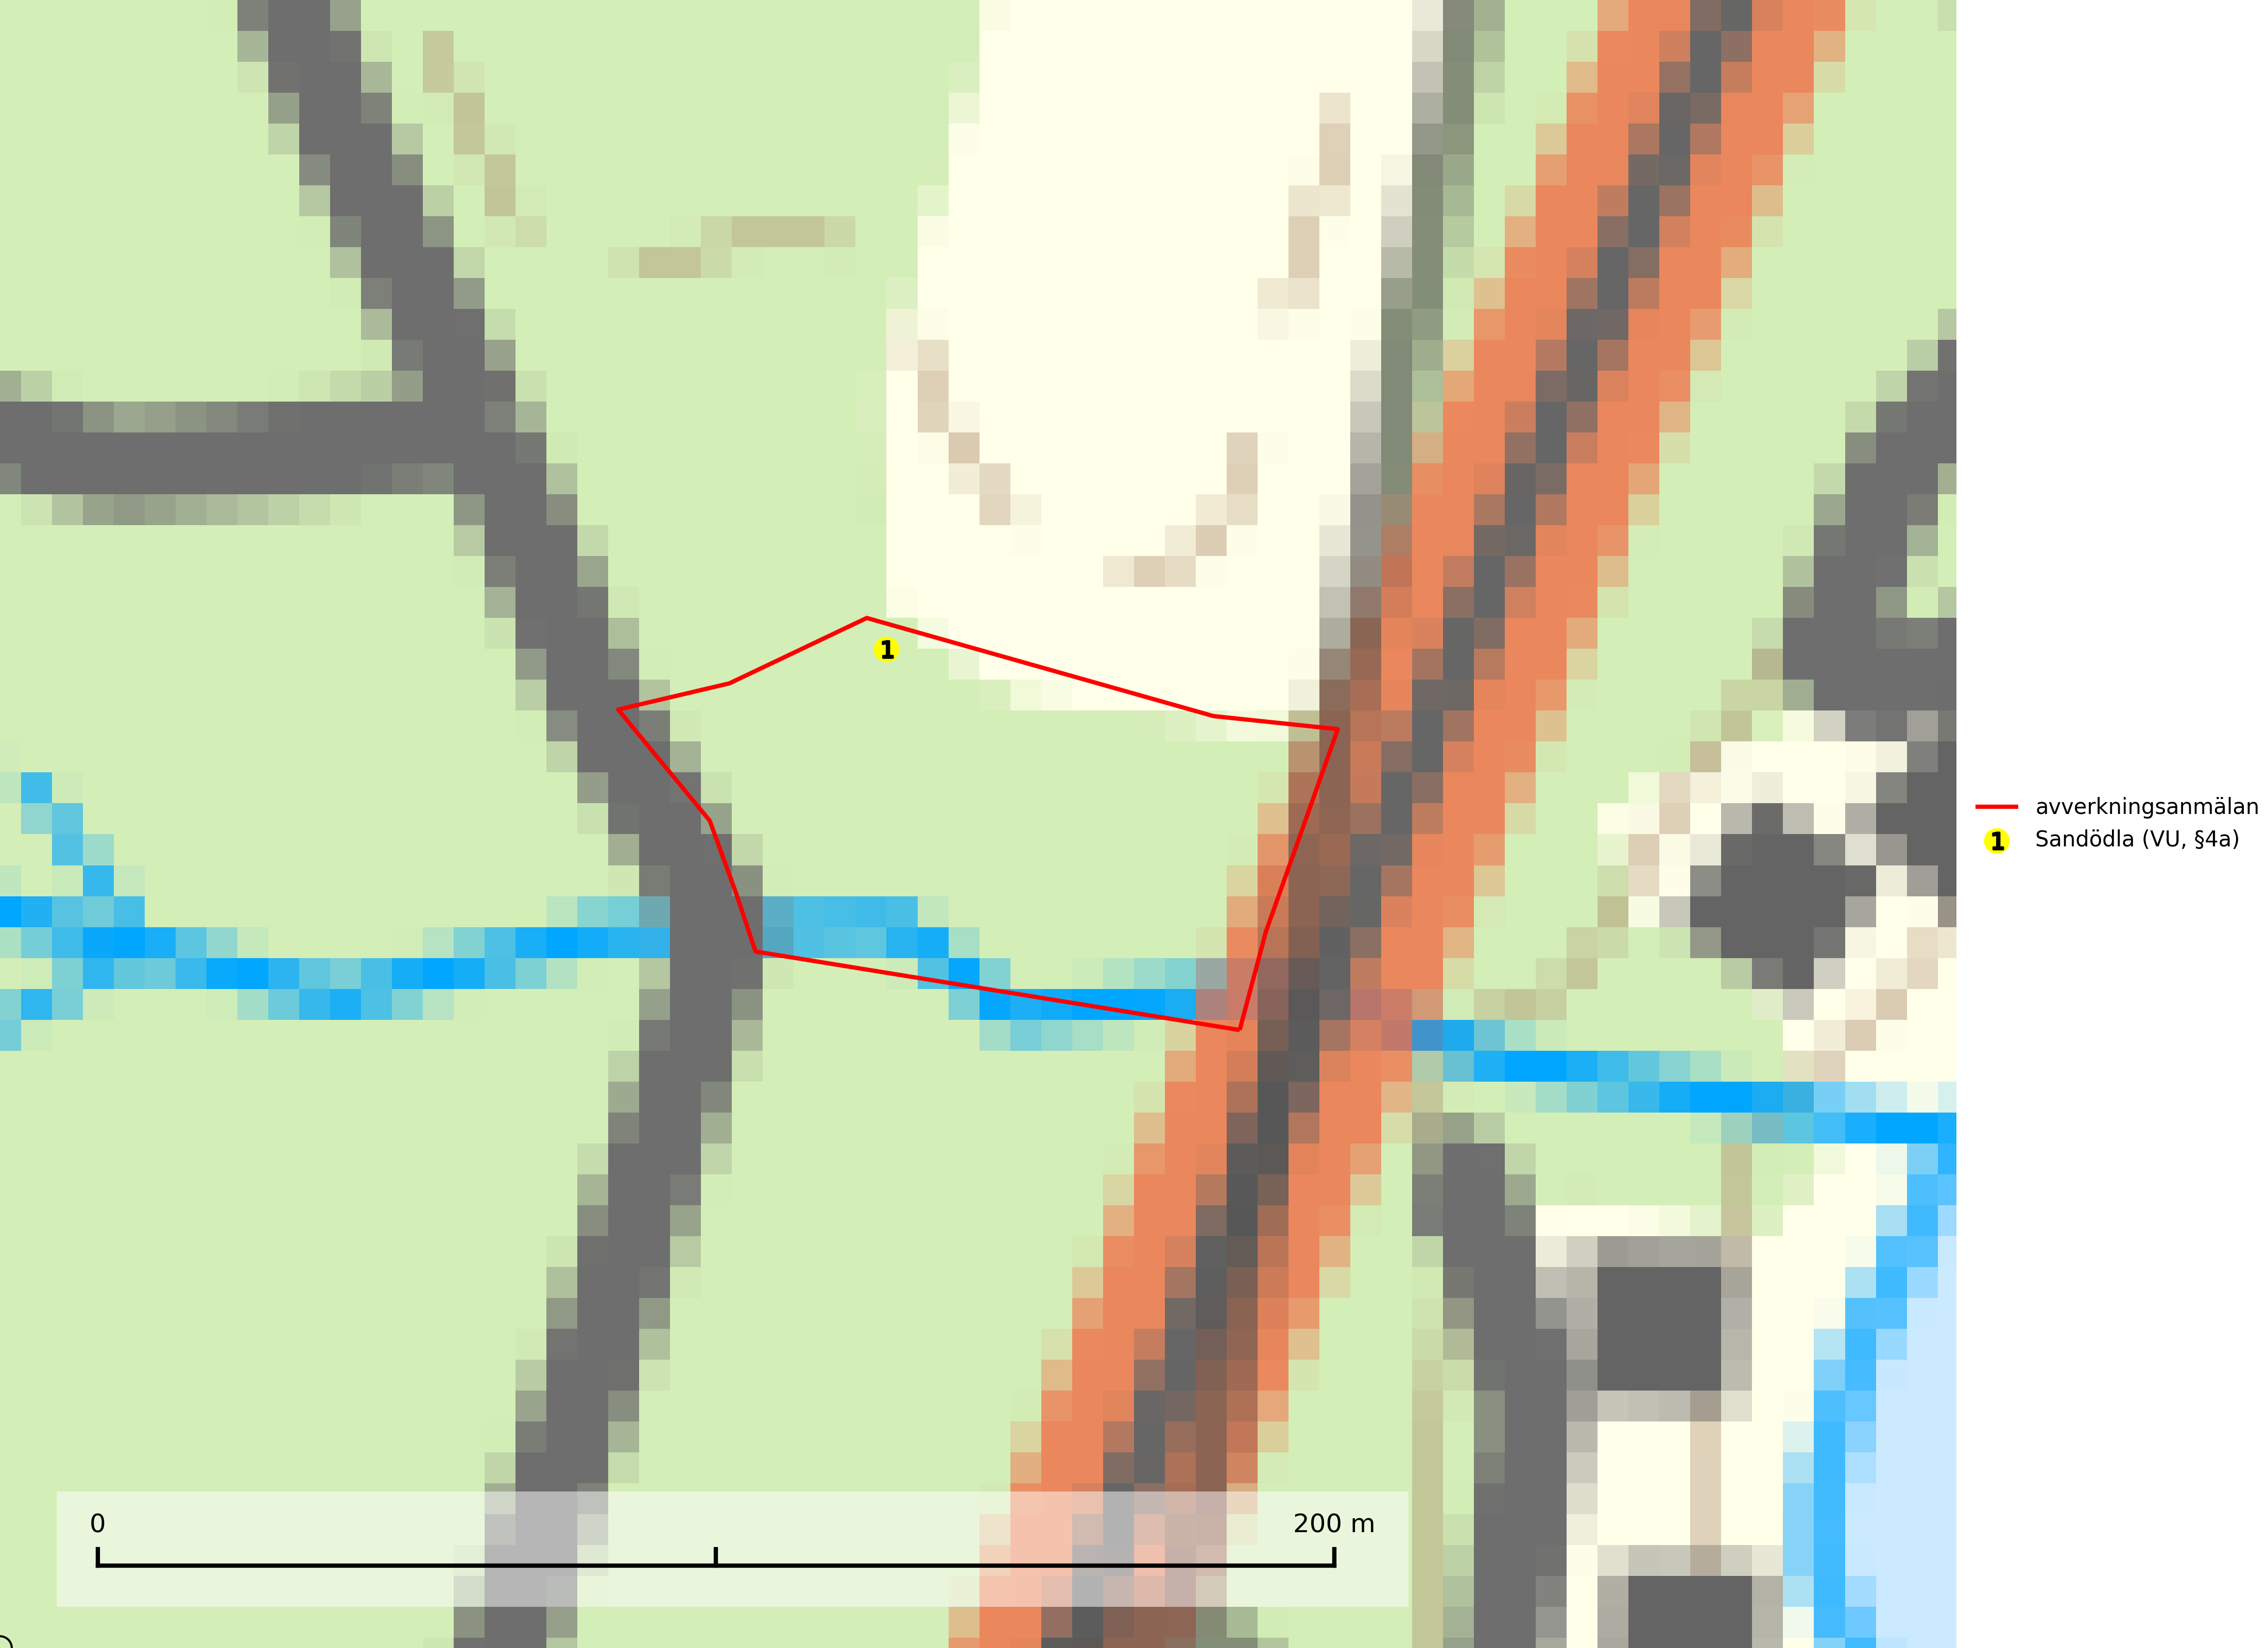 1
avverkningsanmälan
1 Sandödla (VU, §4a)
0 200 m